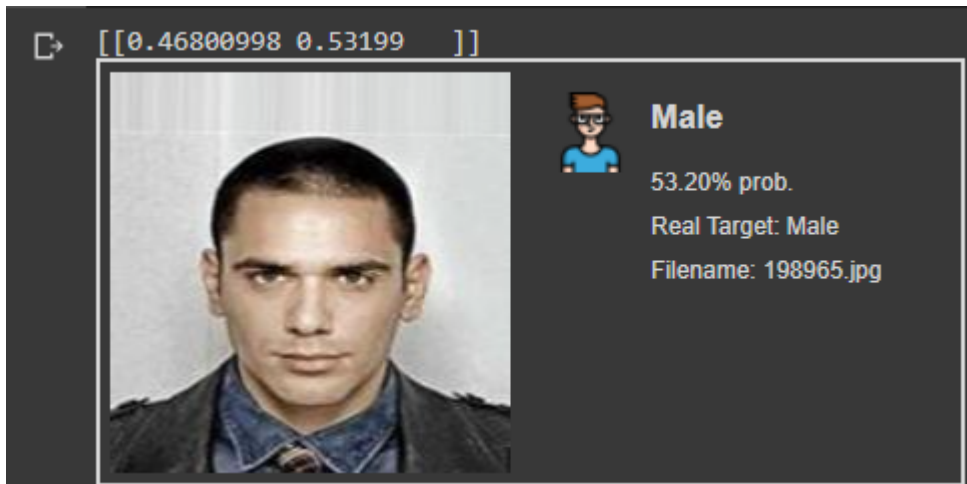 [[0.46800998 0.53199   ]]
Male
53.20% prob.
Real Target: Male
Filename: 198965.jpg